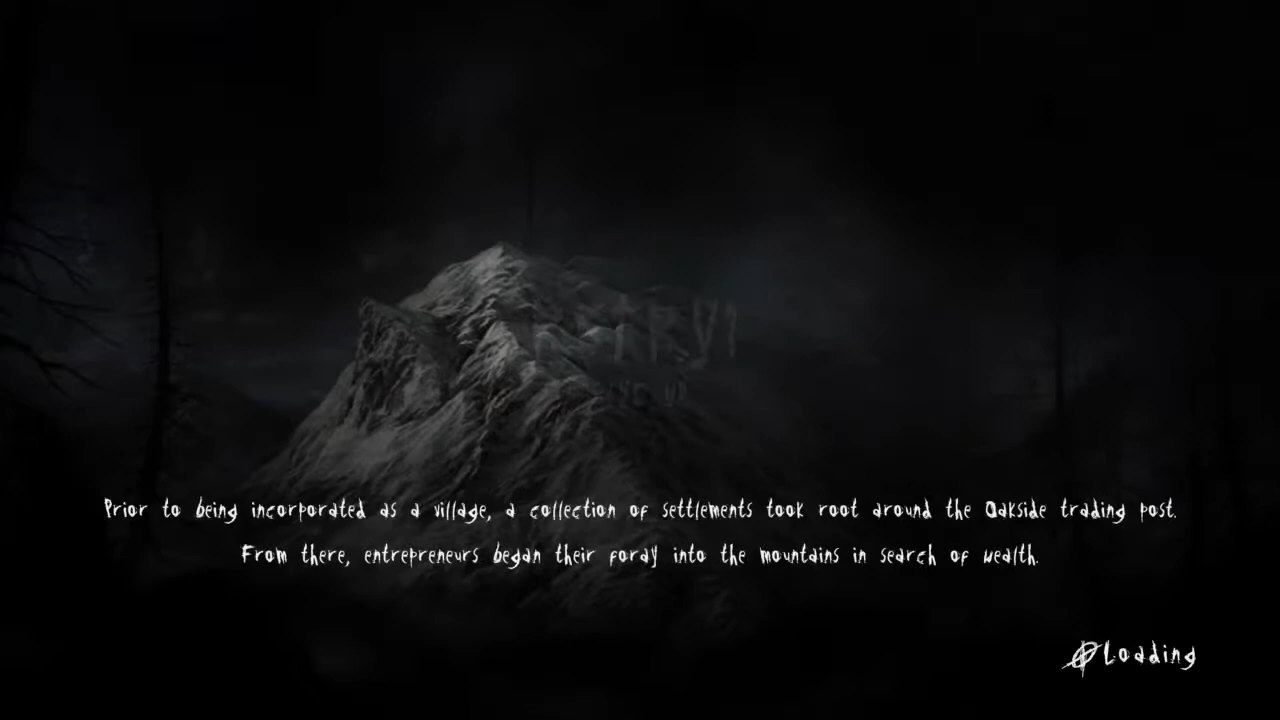 Prior to being incorporated as a village, a collection of settlements took root around the Oakside trading post.
From there, entrepreneurs began their foray into the mountains in search of wealth.
Loading